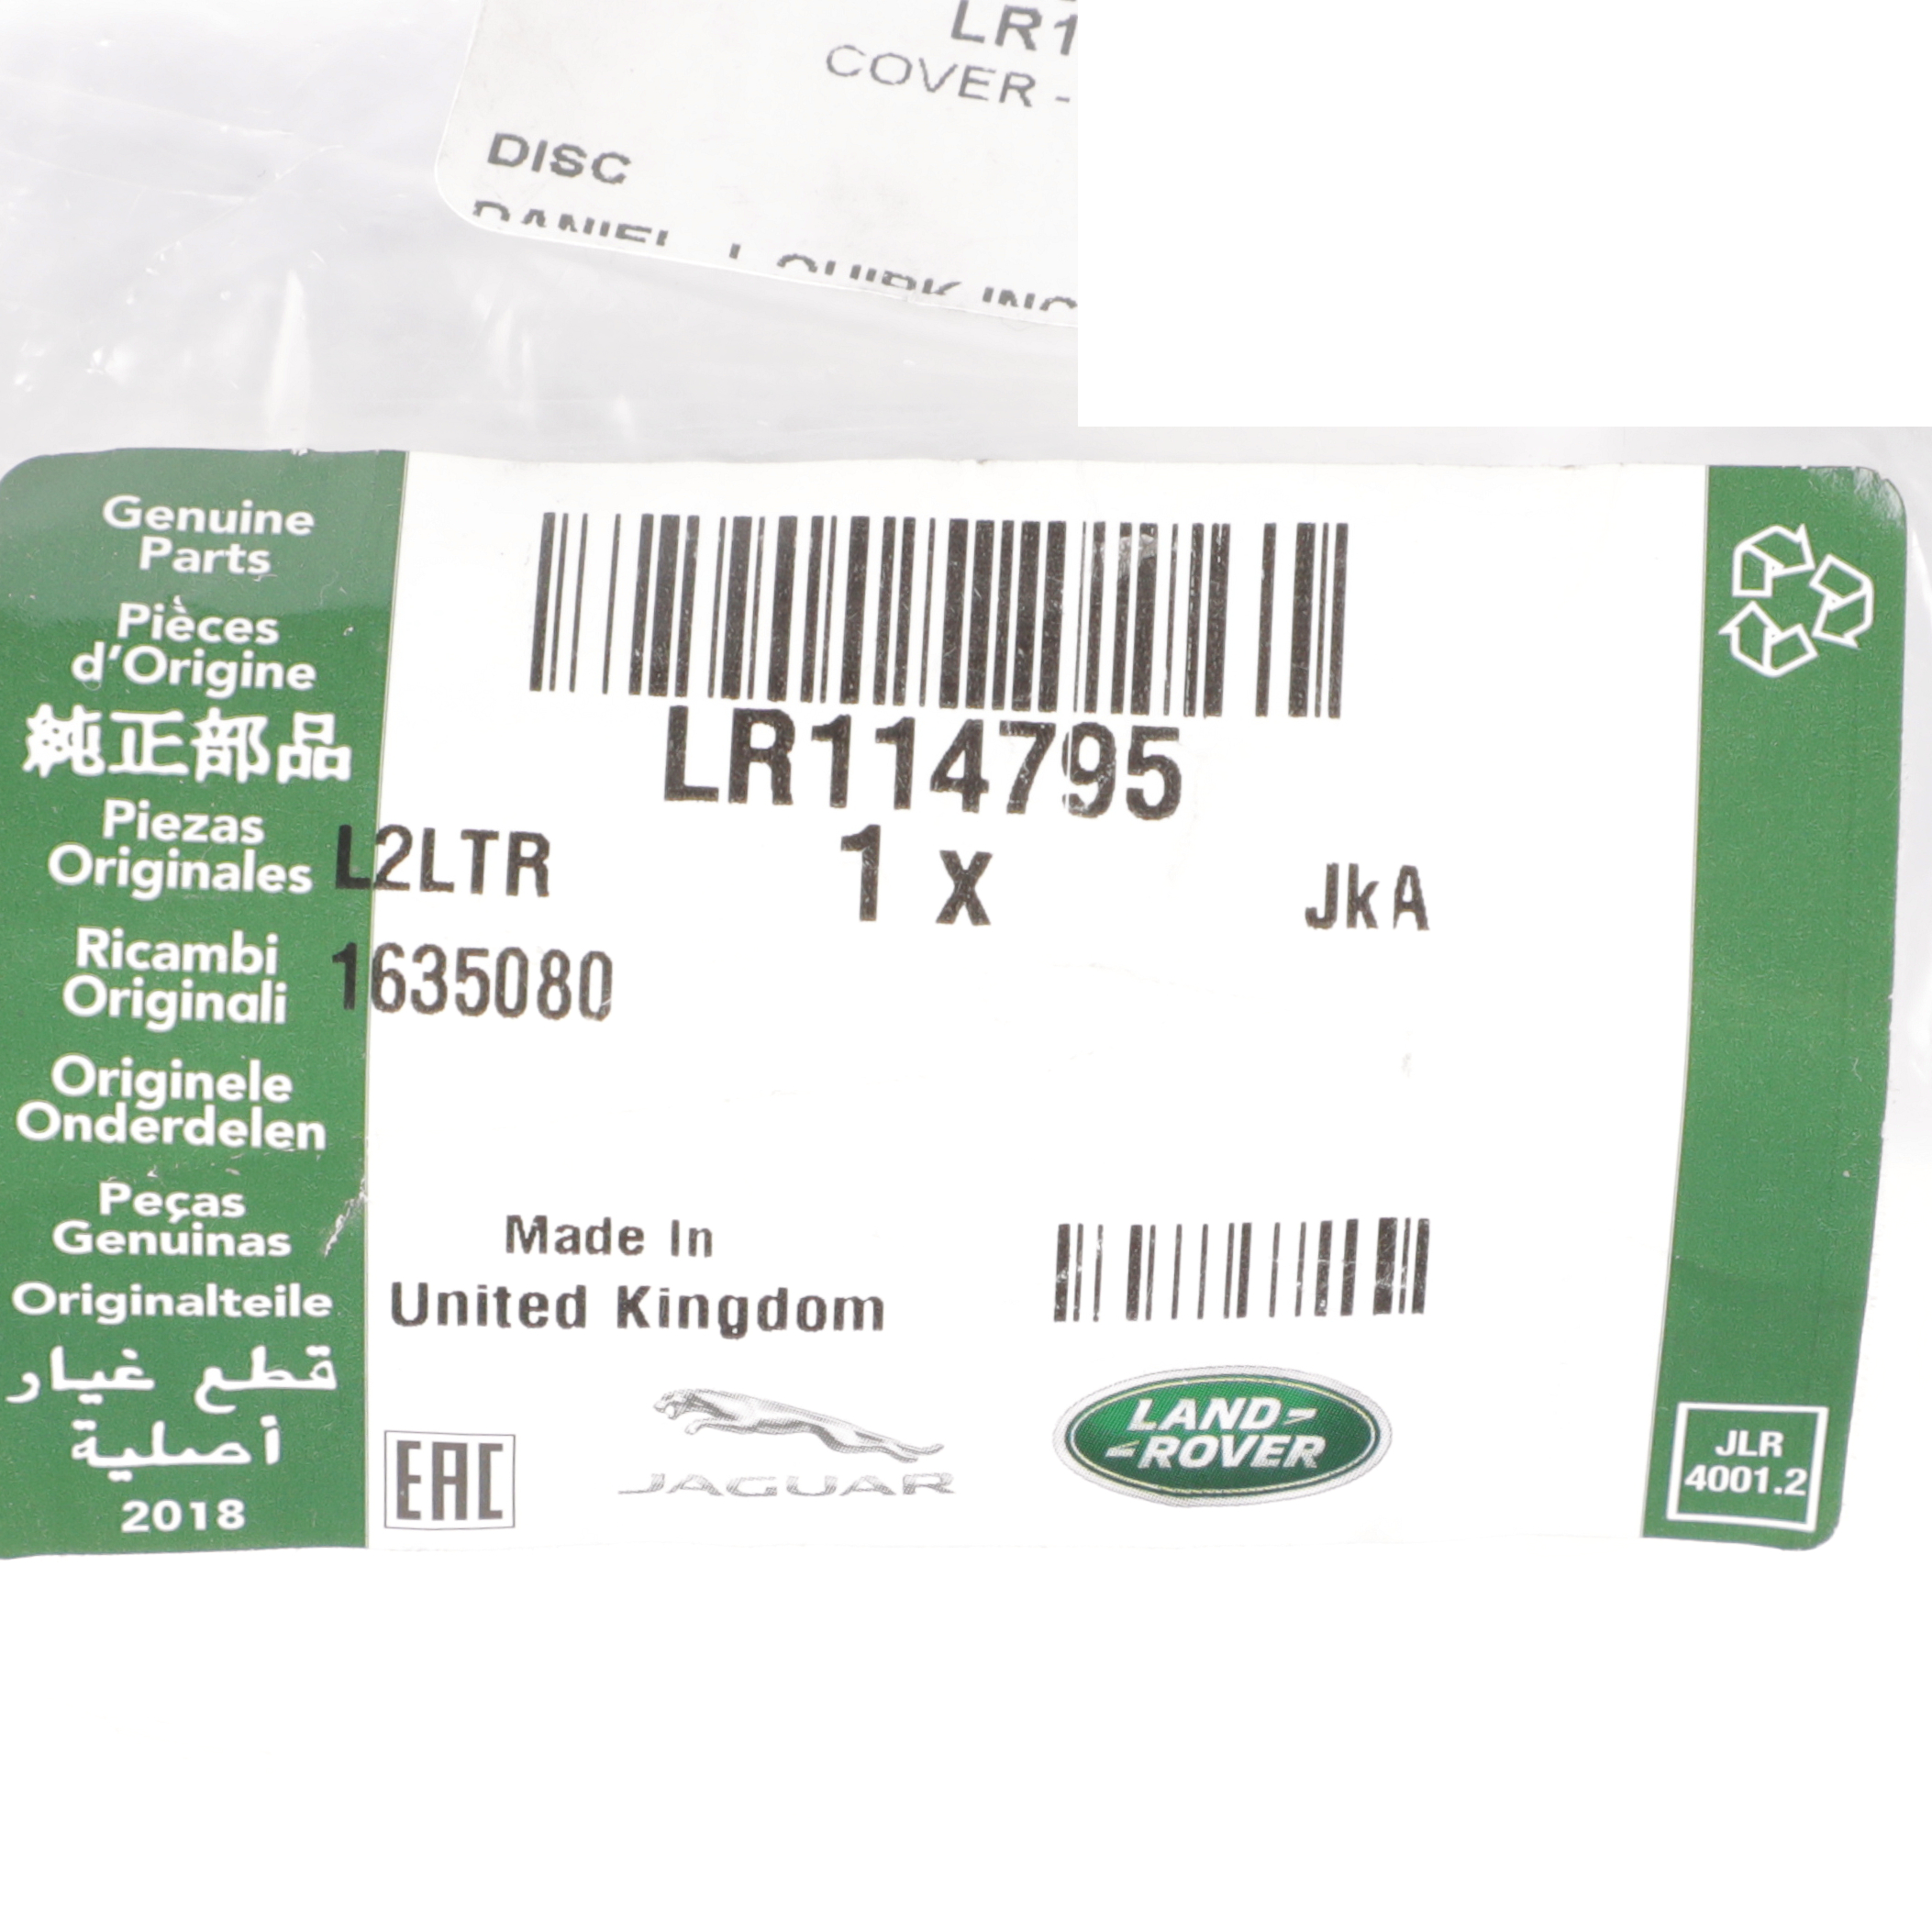 LR1
COVER -
DISC
Genuine
Parts
Pièces
d'Origine
純正部品
Piezas
Originales
Ricambi
Originali
Originele
Onderdelen
Peças
Genuinas
Originalteile
قطع غيار
أصلية
2018
LR114795
L2LTR 1 x JkA
1635080
Made In
United Kingdom
EAC
JAGUAR
LAND-
-ROVER
JLR
4001.2